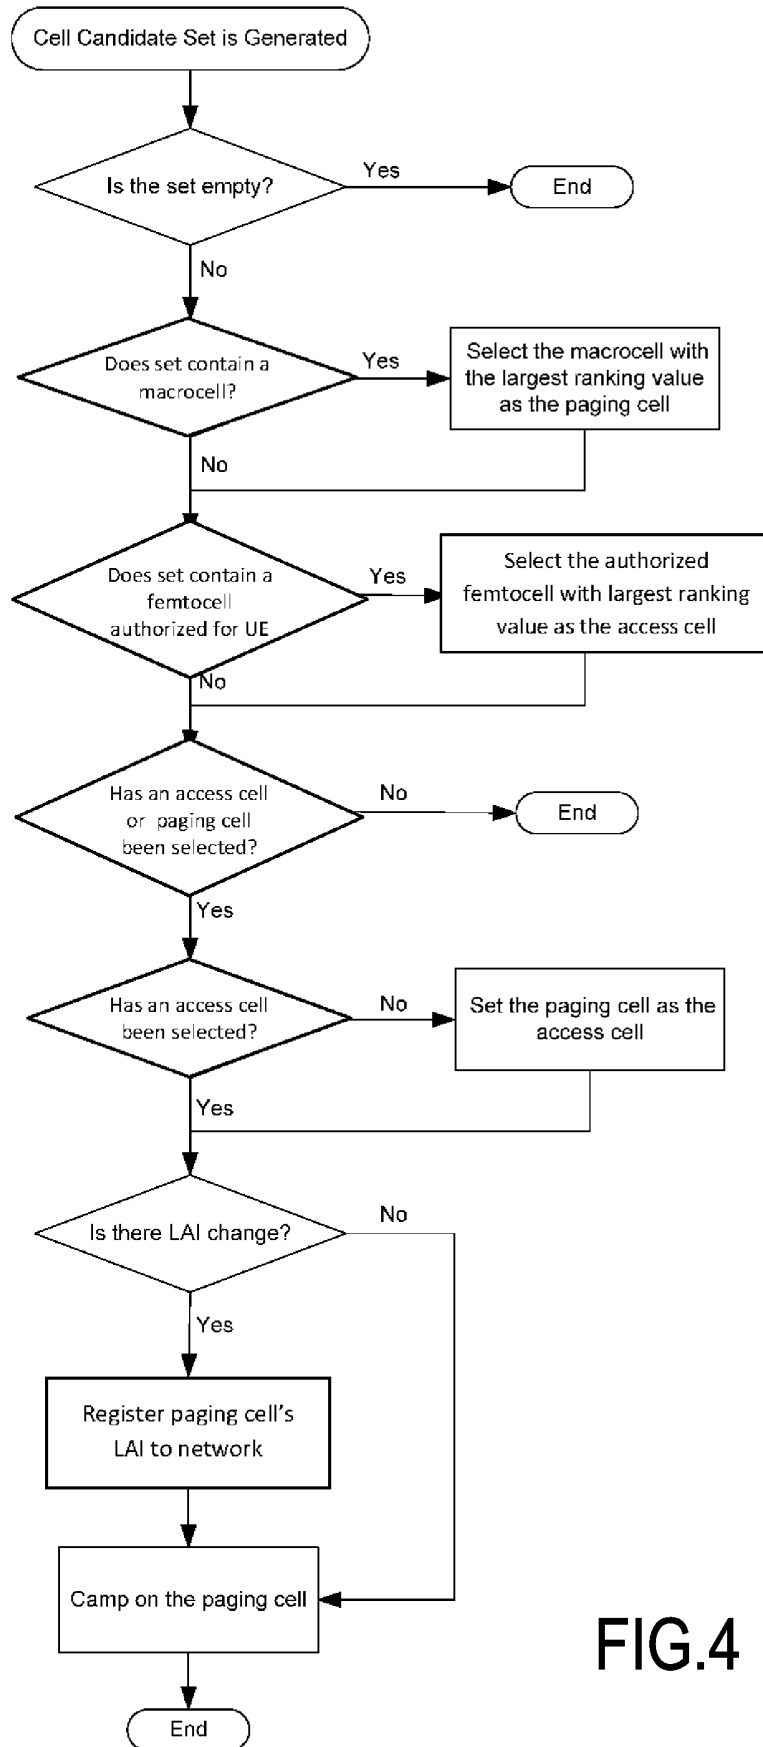 Cell Candidate Set is Generated
Is the set empty?
Yes
End
No
Does set contain a
macrocell?
Yes
Select the macrocell with
the largest ranking value
as the paging cell
No
Does set contain a
femtocell
authorized for UE
Yes
Select the authorized
femtocell with largest ranking
value as the access cell
No
Has an access cell
or paging cell
been selected?
No
End
Yes
Has an access cell
been selected?
No
Set the paging cell as the
access cell
Yes
Is there LAI change?
No
Yes
Register paging cell’s
LAI to network
Camp on the paging cell
End
FIG.4